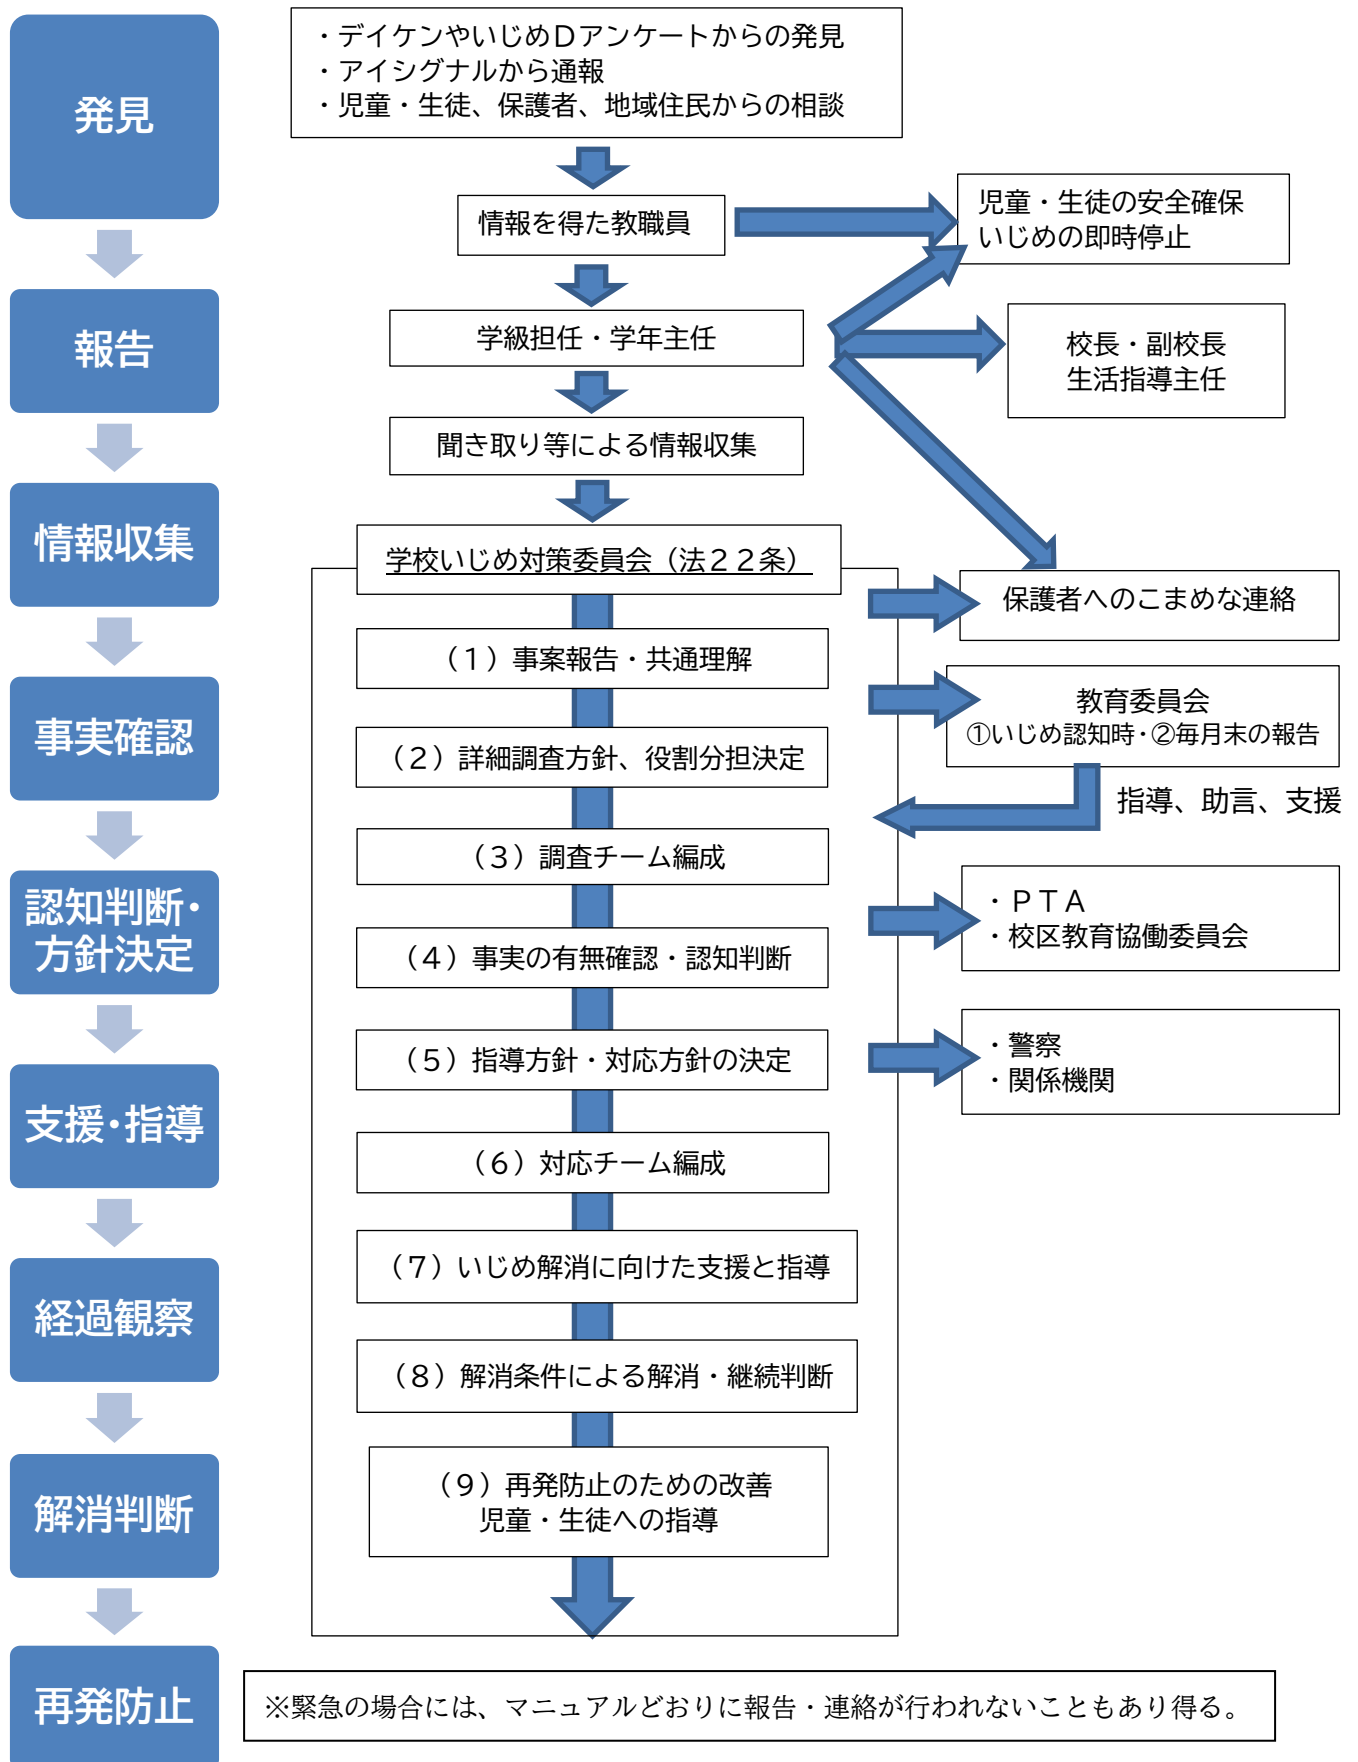 発見
報告
情報収集
事実確認
認知判断・
方針決定
支援・指導
経過観察
解消判断
再発防止
・デイケンやいじめＤアンケートからの発見
・アイシグナルから通報
・児童・生徒、保護者、地域住民からの相談
情報を得た教職員
児童・生徒の安全確保
いじめの即時停止
学級担任・学年主任
校長・副校長
生活指導主任
聞き取り等による情報収集
学校いじめ対策委員会（法２２条）
保護者へのこまめな連絡
（１）事案報告・共通理解
教育委員会
①いじめ認知時・②毎月末の報告
（２）詳細調査方針、役割分担決定
指導、助言、支援
（３）調査チーム編成
・ＰＴＡ
・校区教育協働委員会
（４）事実の有無確認・認知判断
（５）指導方針・対応方針の決定
・警察
・関係機関
（６）対応チーム編成
（７）いじめ解消に向けた支援と指導
（８）解消条件による解消・継続判断
（９）再発防止のための改善
児童・生徒への指導
※緊急の場合には、マニュアルどおりに報告・連絡が行われないこともあり得る。